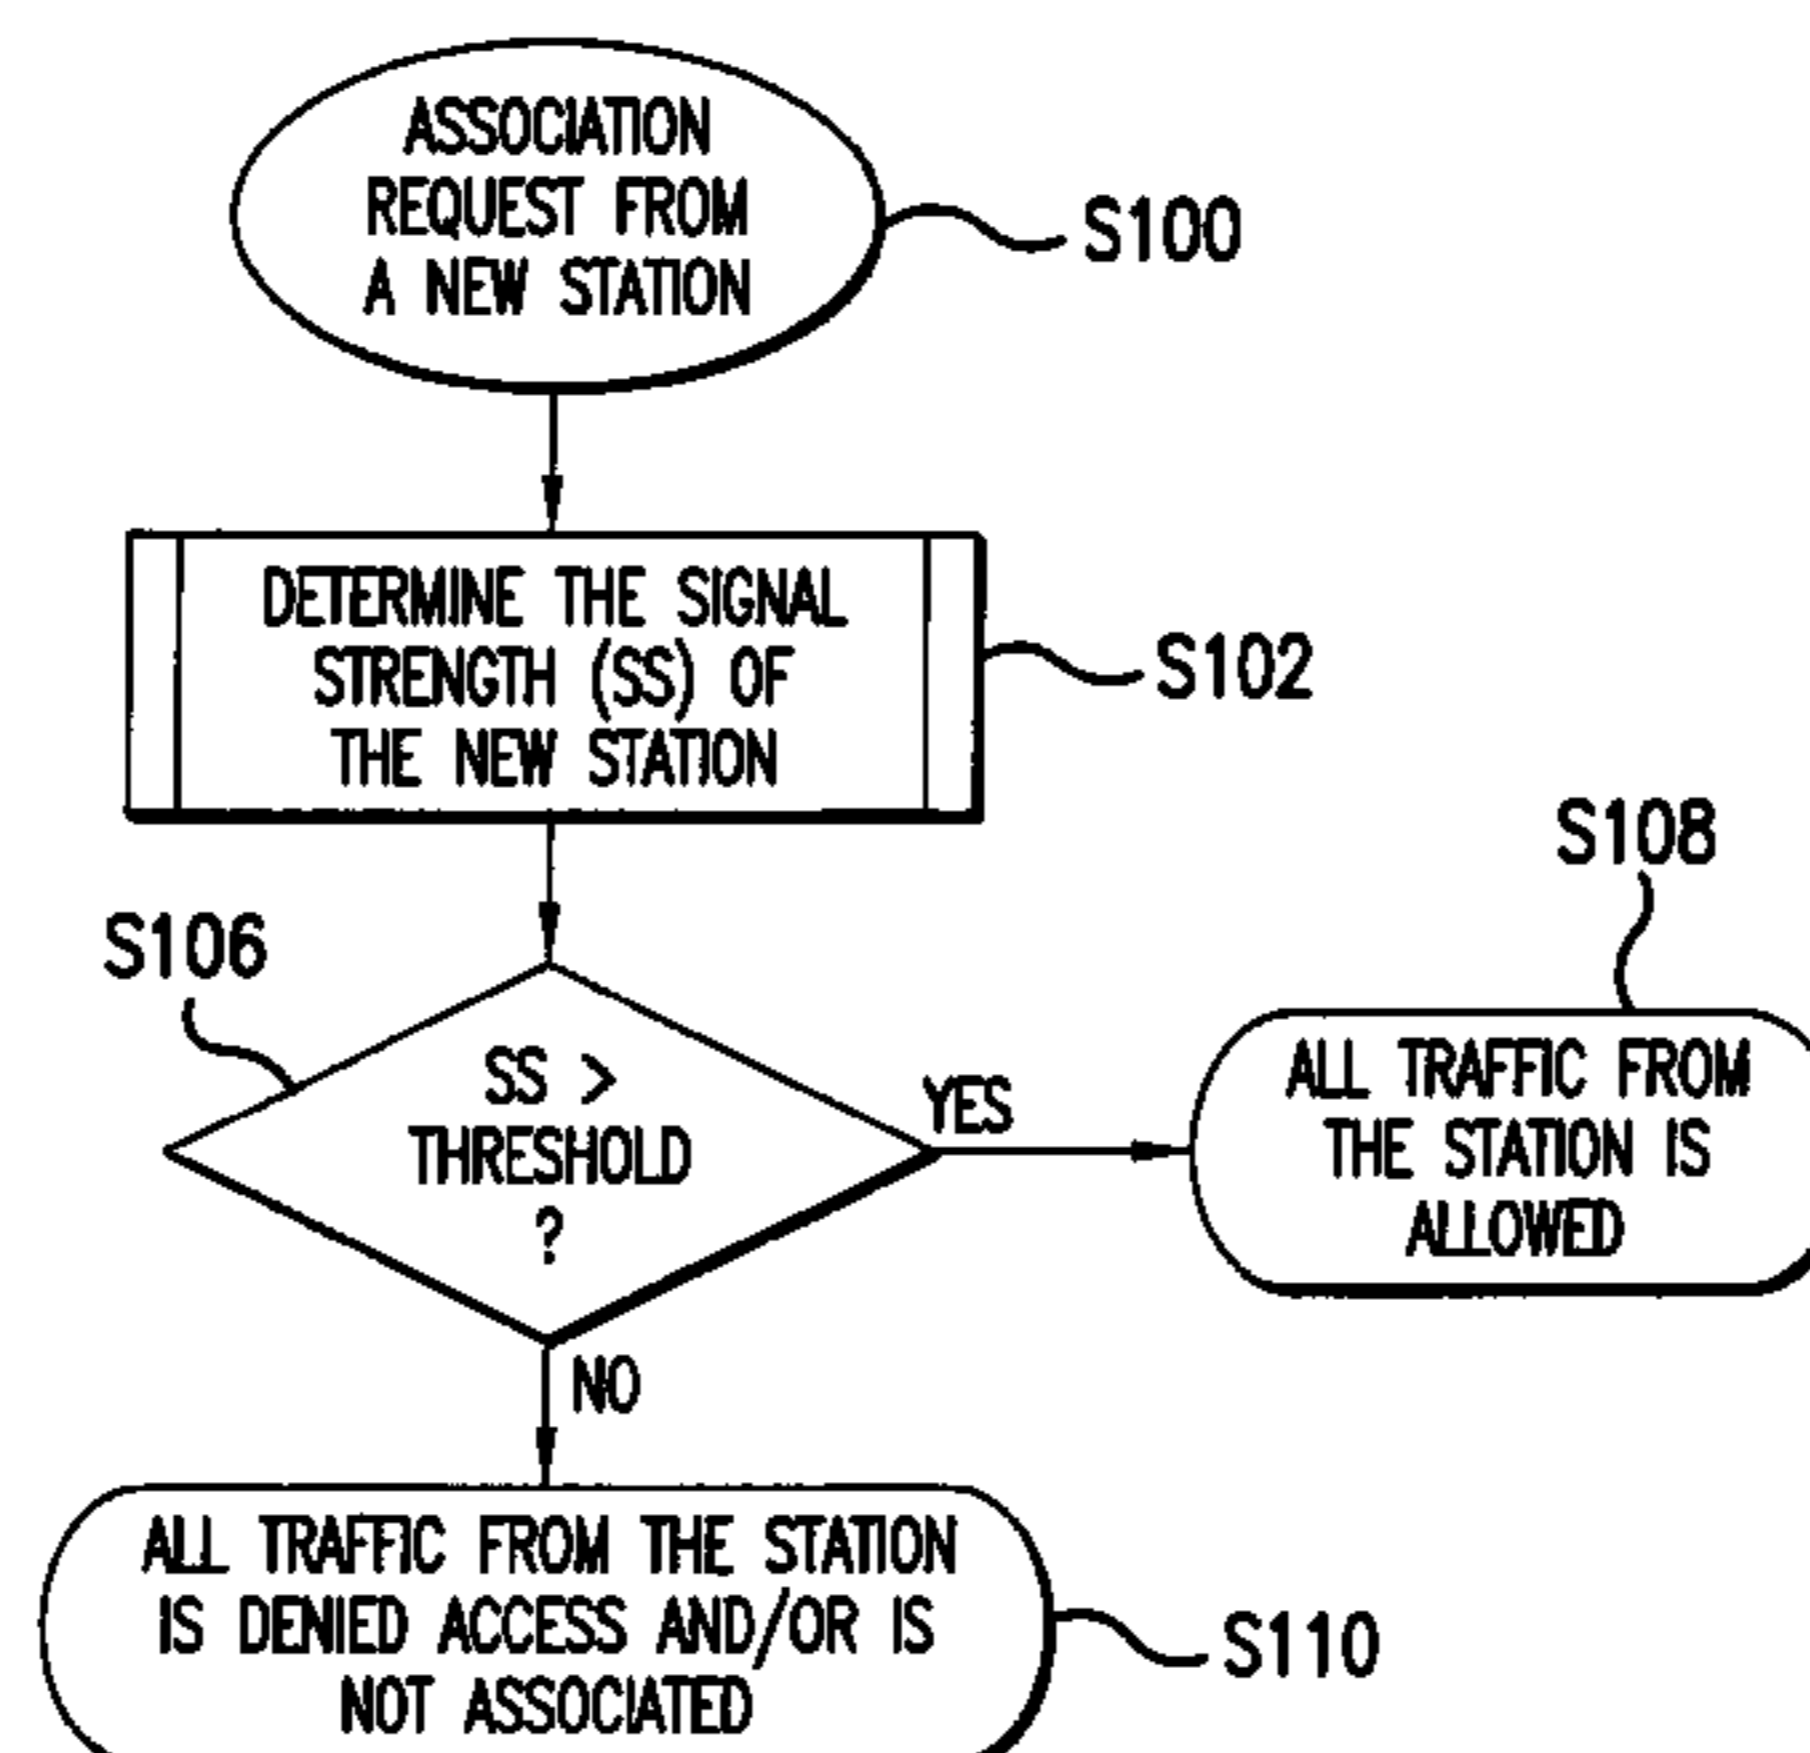 ASSOCIATION
REQUEST FROM
A NEW STATION
S100
DETERMINE THE SIGNAL
STRENGTH (SS) OF
THE NEW STATION
S102
S106
SS >
THRESHOLD
?
YES
S108
ALL TRAFFIC FROM
THE STATION IS
ALLOWED
NO
ALL TRAFFIC FROM THE STATION
IS DENIED ACCESS AND/OR IS
NOT ASSOCIATED
S110